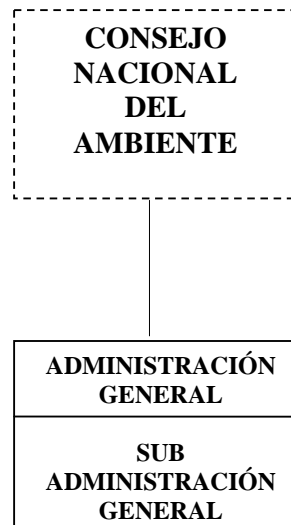 CONSEJO
NACIONAL
DEL
AMBIENTE
ADMINISTRACIÓN
GENERAL
SUB
ADMINISTRACIÓN
GENERAL